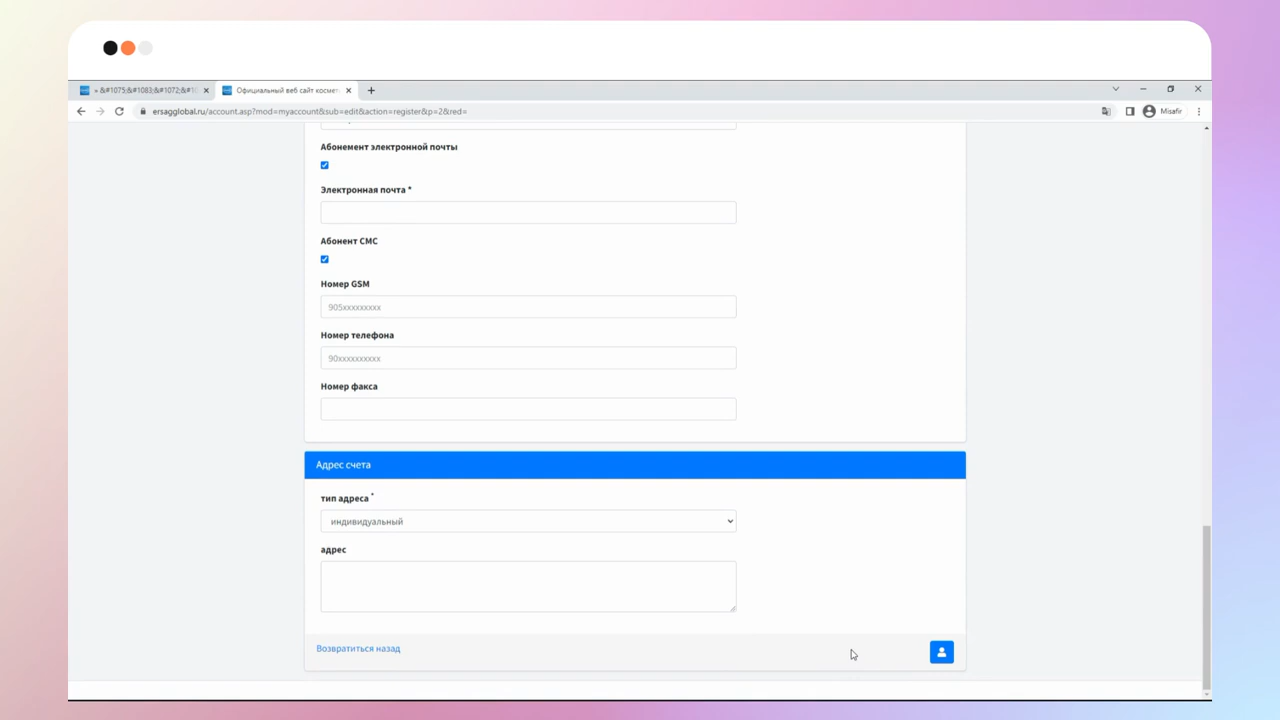 » &#1075;&#1083;&#1072;&#1
Официальный веб сайт космет
ersagglobal.ru/account.asp?mod=myaccount&sub=edit&action=register&p=2&red=
Misafir
Абонемент электронной почты
Электронная почта *
Абонент СМС
Номер GSM
905xxxxxxxxx
Номер телефона
90xxxxxxxxxx
Номер факса
Адрес счета
тип адреса *
индивидуальный
адрес
Возвратиться назад